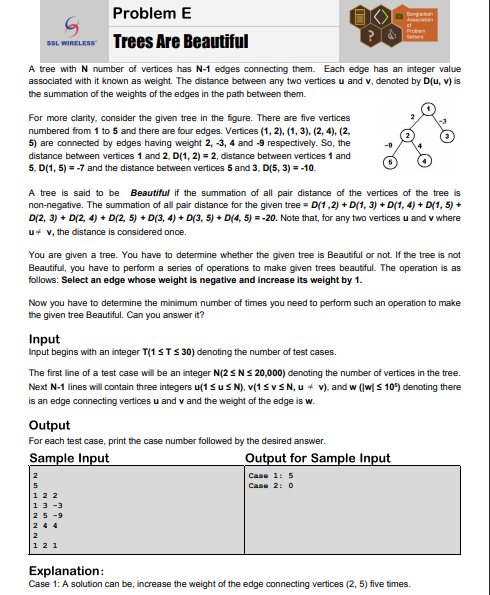 Problem E
Trees Are Beautiful
SSL WIRELESS
Bangladesh
Association
of
Problem
Setters
A tree with N number of vertices has N-1 edges connecting them. Each edge has an integer value
associated with it known as weight. The distance between any two vertices u and v, denoted by D(u, v) is
the summation of the weights of the edges in the path between them.
For more clarity, consider the given tree in the figure. There are five vertices
numbered from 1 to 5 and there are four edges. Vertices (1, 2), (1, 3), (2, 4), (2,
5) are connected by edges having weight 2, -3, 4 and -9 respectively. So, the
distance between vertices 1 and 2, D(1, 2) = 2, distance between vertices 1 and
5, D(1, 5) = -7 and the distance between vertices 5 and 3, D(5, 3) = -10.
1
2
-3
2
3
-9
4
5
4
A tree is said to be Beautiful if the summation of all pair distance of the vertices of the tree is
non-negative. The summation of all pair distance for the given tree = D(1 ,2) + D(1, 3) + D(1, 4) + D(1, 5) +
D(2, 3) + D(2, 4) + D(2, 5) + D(3, 4) + D(3, 5) + D(4, 5) = -20. Note that, for any two vertices u and v where
u ≠ v, the distance is considered once.
You are given a tree. You have to determine whether the given tree is Beautiful or not. If the tree is not
Beautiful, you have to perform a series of operations to make given trees beautiful. The operation is as
follows: Select an edge whose weight is negative and increase its weight by 1.
Now you have to determine the minimum number of times you need to perform such an operation to make
the given tree Beautiful. Can you answer it?
Input
Input begins with an integer T(1 ≤ T ≤ 30) denoting the number of test cases.
The first line of a test case will be an integer N(2 ≤ N ≤ 20,000) denoting the number of vertices in the tree.
Next N-1 lines will contain three integers u(1 ≤ u ≤ N), v(1 ≤ v ≤ N, u ≠ v), and w (|w| ≤ 10⁵) denoting there
is an edge connecting vertices u and v and the weight of the edge is w.
Output
For each test case, print the case number followed by the desired answer.
Sample Input
Output for Sample Input
2
5
1 2 2
1 3 -3
2 5 -9
2 4 4
2
1 2 1
Case 1: 5
Case 2: 0
Explanation:
Case 1: A solution can be, increase the weight of the edge connecting vertices (2, 5) five times.